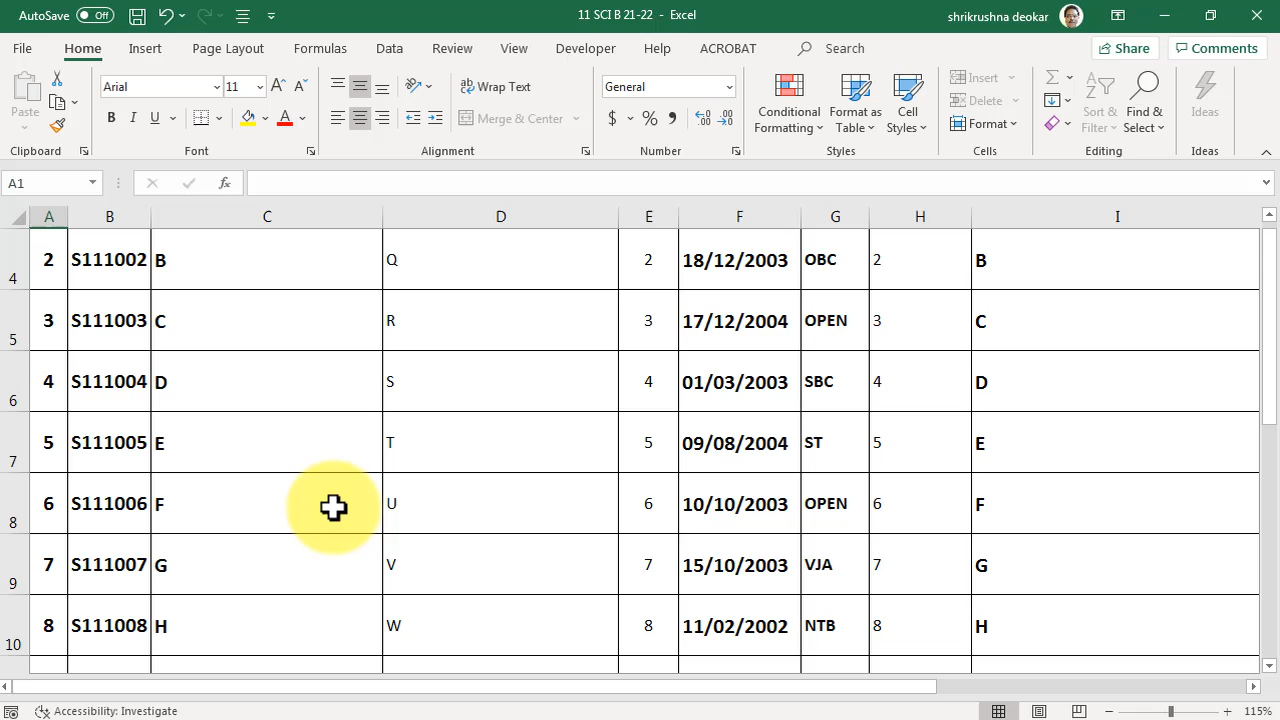 AutoSave Off 11 SCI B 21-22 - Excel shrikrushna deokar
File Home Insert Page Layout Formulas Data Review View Developer Help ACROBAT Search Share Comments
Paste Arial 11 Wrap Text General Conditional Formatting Format as Table Cell Styles Insert Sort & Filter Find & Select Ideas
B I U A Merge & Center $ % Delete
Format
Clipboard Font Alignment Number Styles Cells Editing Ideas
A1 fx
A B C D E F G H I
4 2 S111002 B Q 2 18/12/2003 OBC 2 B
5 3 S111003 C R 3 17/12/2004 OPEN 3 C
6 4 S111004 D S 4 01/03/2003 SBC 4 D
7 5 S111005 E T 5 09/08/2004 ST 5 E
8 6 S111006 F U 6 10/10/2003 OPEN 6 F
9 7 S111007 G V 7 15/10/2003 VJA 7 G
10 8 S111008 H W 8 11/02/2002 NTB 8 H
Accessibility: Investigate 115%